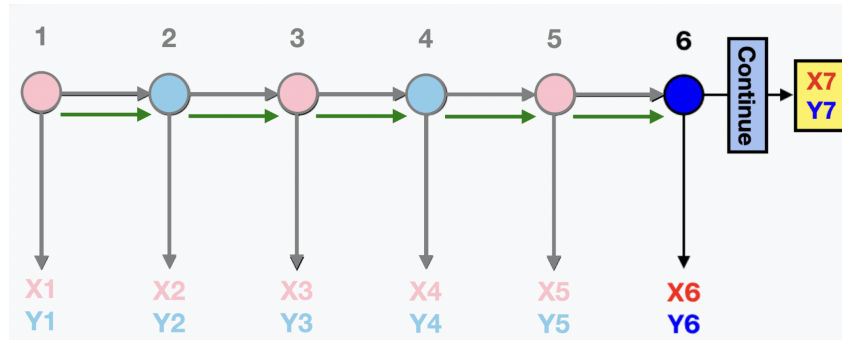 1 2 3 4 5 6
Continue
X7
Y7
X1 X2 X3 X4 X5 X6
Y1 Y2 Y3 Y4 Y5 Y6